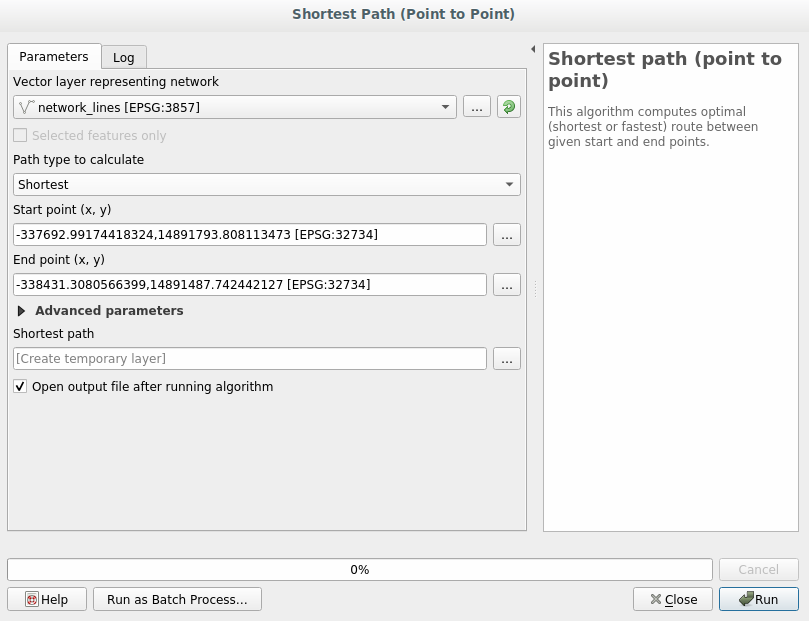 Shortest Path (Point to Point)
Parameters
Log
Vector layer representing network
network_lines [EPSG:3857]
...
Selected features only
Path type to calculate
Shortest
Start point (x, y)
-337692.99174418324,14891793.808113473 [EPSG:32734]
...
End point (x, y)
-338431.3080566399,14891487.742442127 [EPSG:32734]
...
Advanced parameters
Shortest path
[Create temporary layer]
...
Open output file after running algorithm
Shortest path (point to
point)
This algorithm computes optimal
(shortest or fastest) route between
given start and end points.
0%
Cancel
Help
Run as Batch Process...
Close
Run